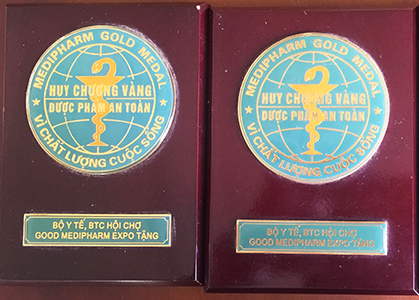 MEDIPHARM GOLD MEDAL
HUY CHƯƠNG VÀNG
DƯỢC PHẨM AN TOÀN
VÌ CHẤT LƯỢNG CUỘC SỐNG
BỘ Y TẾ, BTC HỘI CHỢ
GOOD MEDIPHARM EXPO TẶNG
MEDIPHARM GOLD MEDAL
HUY CHƯƠNG VÀNG
DƯỢC PHẨM AN TOÀN
VÌ CHẤT LƯỢNG CUỘC SỐNG
BỘ Y TẾ, BTC HỘI CHỢ
GOOD MEDIPHARM EXPO TẶNG